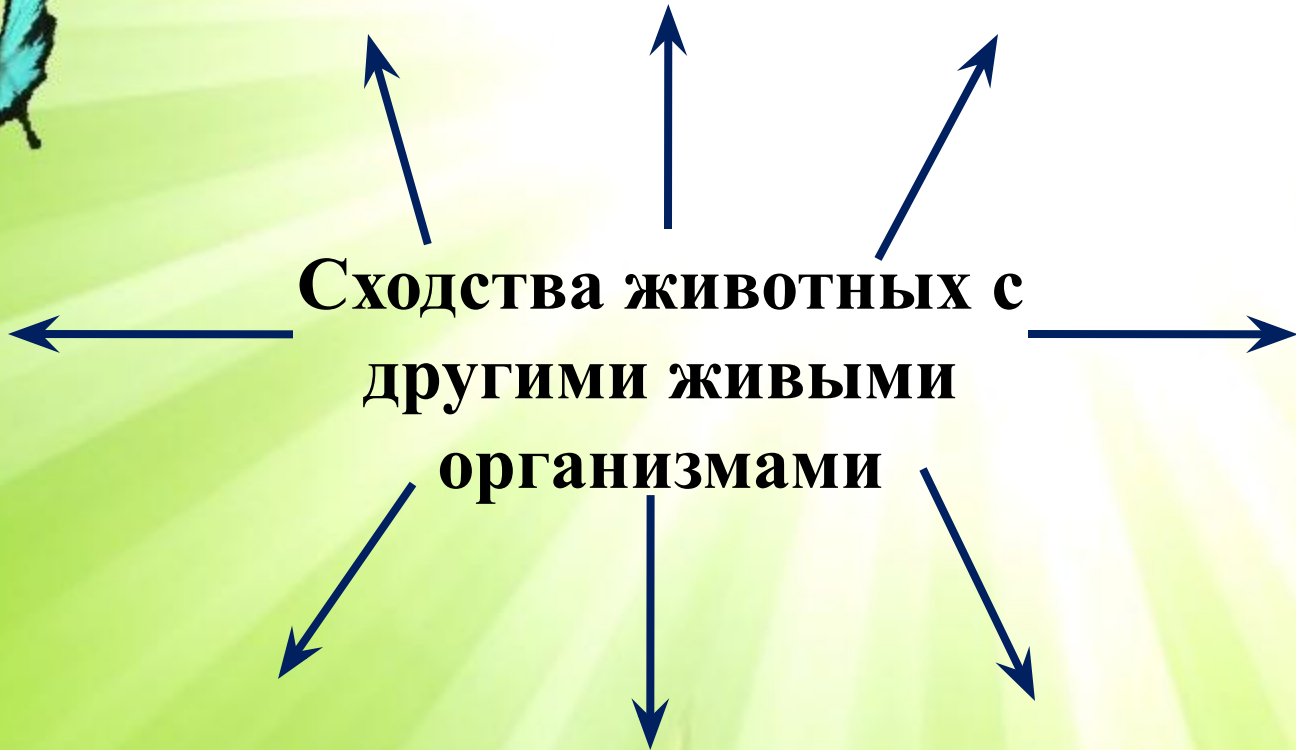 Сходства животных с
другими живыми
организмами